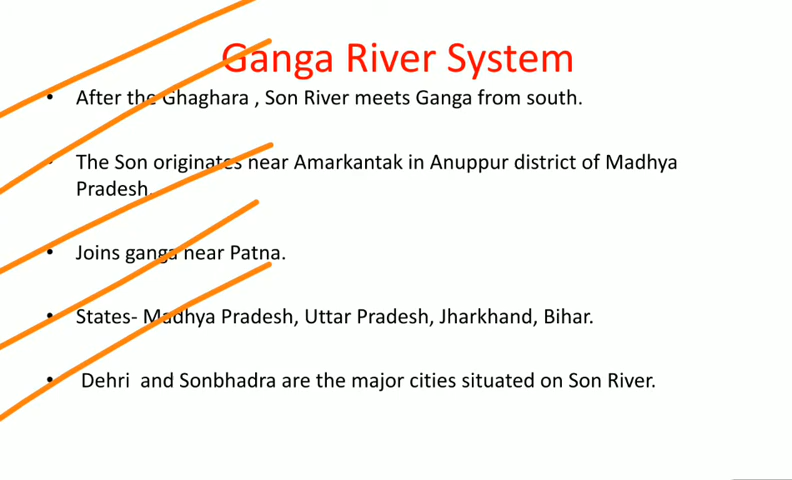 Ganga River System
• After the Ghaghara , Son River meets Ganga from south.
• The Son originates near Amarkantak in Anuppur district of Madhya
Pradesh.
• Joins ganga near Patna.
• States- Madhya Pradesh, Uttar Pradesh, Jharkhand, Bihar.
• Dehri and Sonbhadra are the major cities situated on Son River.